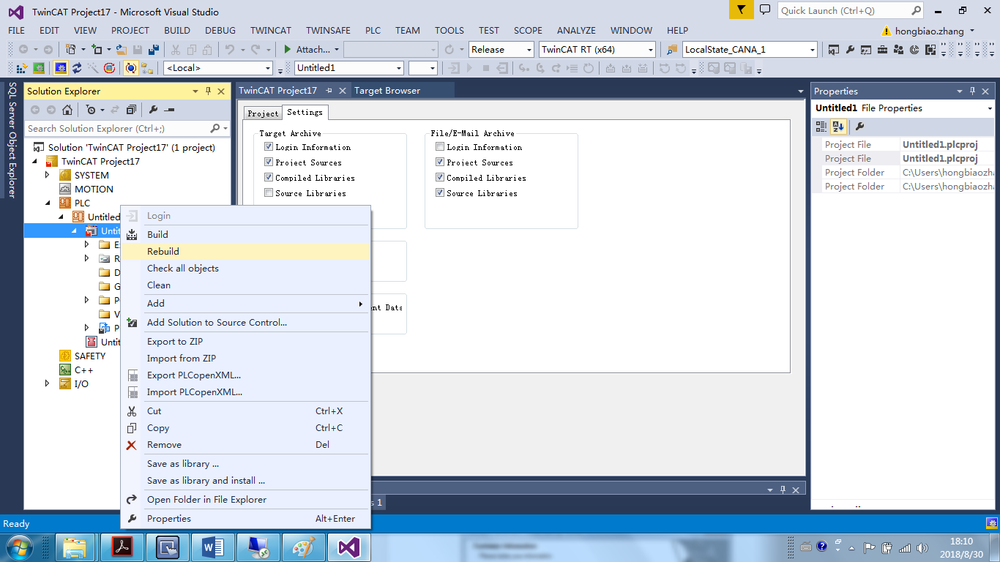 TwinCAT Project17 - Microsoft Visual Studio
Quick Launch (Ctrl+Q)
FILE EDIT VIEW PROJECT BUILD DEBUG TWINCAT TWINSAFE PLC TEAM TOOLS TEST SCOPE ANALYZE WINDOW HELP
hongbiao.zhang
Attach... Release TwinCAT RT (x64) LocalState_CANA_1
<Local> Untitled1
SQL Server Object Explorer
Solution Explorer
Search Solution Explorer (Ctrl+;)
Solution 'TwinCAT Project17' (1 project)
TwinCAT Project17
SYSTEM
MOTION
PLC
Untitled
Untit
E
R
D
G
P
V
P
Untit
SAFETY
C++
I/O
TwinCAT Project17 Target Browser
Project Settings
Target Archive
Login Information
Project Sources
Compiled Libraries
Source Libraries
File/E-Mail Archive
Login Information
Project Sources
Compiled Libraries
Source Libraries
ent Data
s 1
Login
Build
Rebuild
Check all objects
Clean
Add
Add Solution to Source Control...
Export to ZIP
Import from ZIP
Export PLCopenXML...
Import PLCopenXML...
Cut Ctrl+X
Copy Ctrl+C
Remove Del
Save as library ...
Save as library and install ...
Open Folder in File Explorer
Properties Alt+Enter
Properties
Untitled1 File Properties
Project File Untitled1.plcproj
Project File Untitled1.plcproj
Project Folder C:\Users\hongbiaozha
Project Folder C:\Users\hongbiaozha
Ready
18:10
2018/8/30